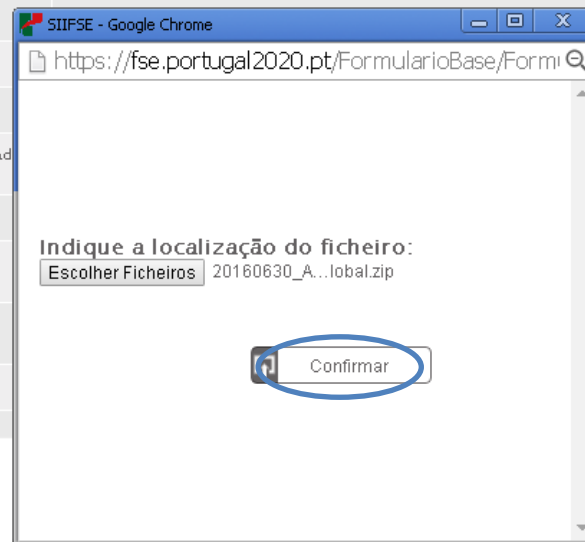 SIIFSE - Google Chrome
https://fse.portugal2020.pt/FormularioBase/Form
ad
Indique a localização do ficheiro:
Escolher Ficheiros 20160630_A...lobal.zip
Confirmar